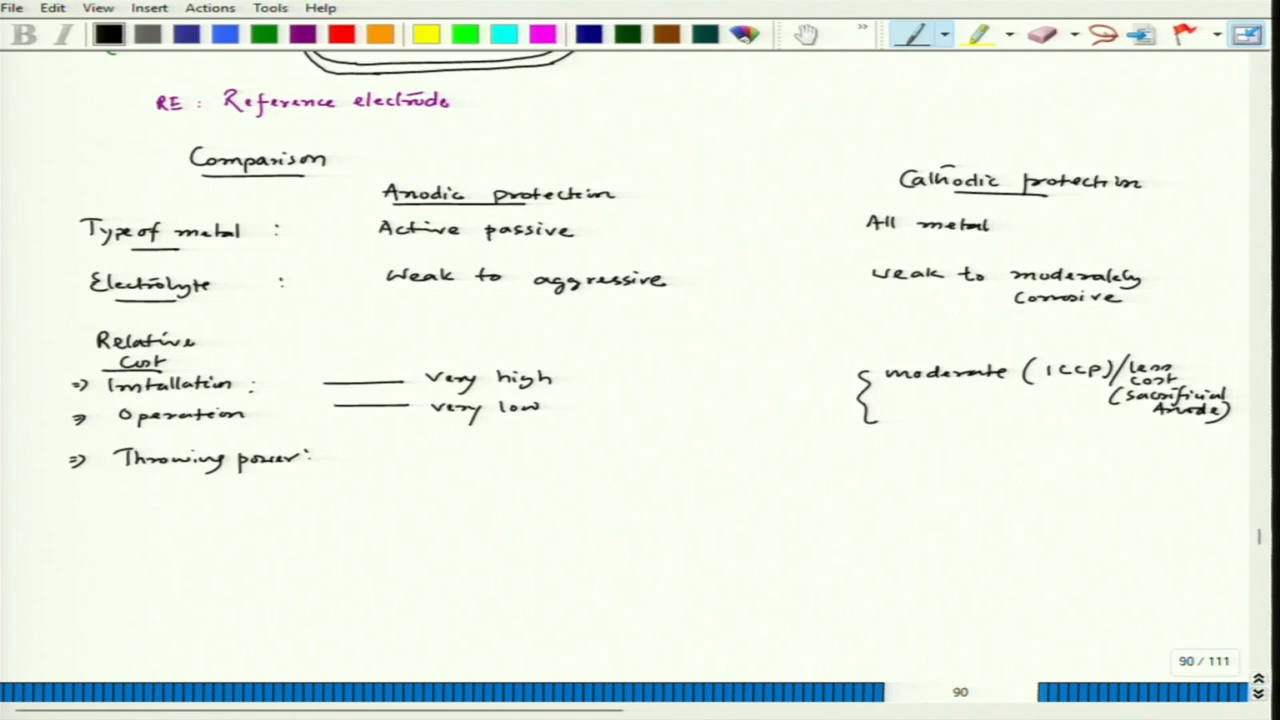 File Edit View Insert Actions Tools Help
B I
RE : Reference electrode
Comparison
Anodic protection
Cathodic protection
Type of metal : Active passive All metal
Electrolyte : Weak to aggressive weak to moderately
corrosive
Relative
Cost
⇒ Installation : very high moderate (ICCP)/less
cost
(sacrificial
Anode)
⇒ Operation very low
⇒ Throwing power:
90 / 111
90